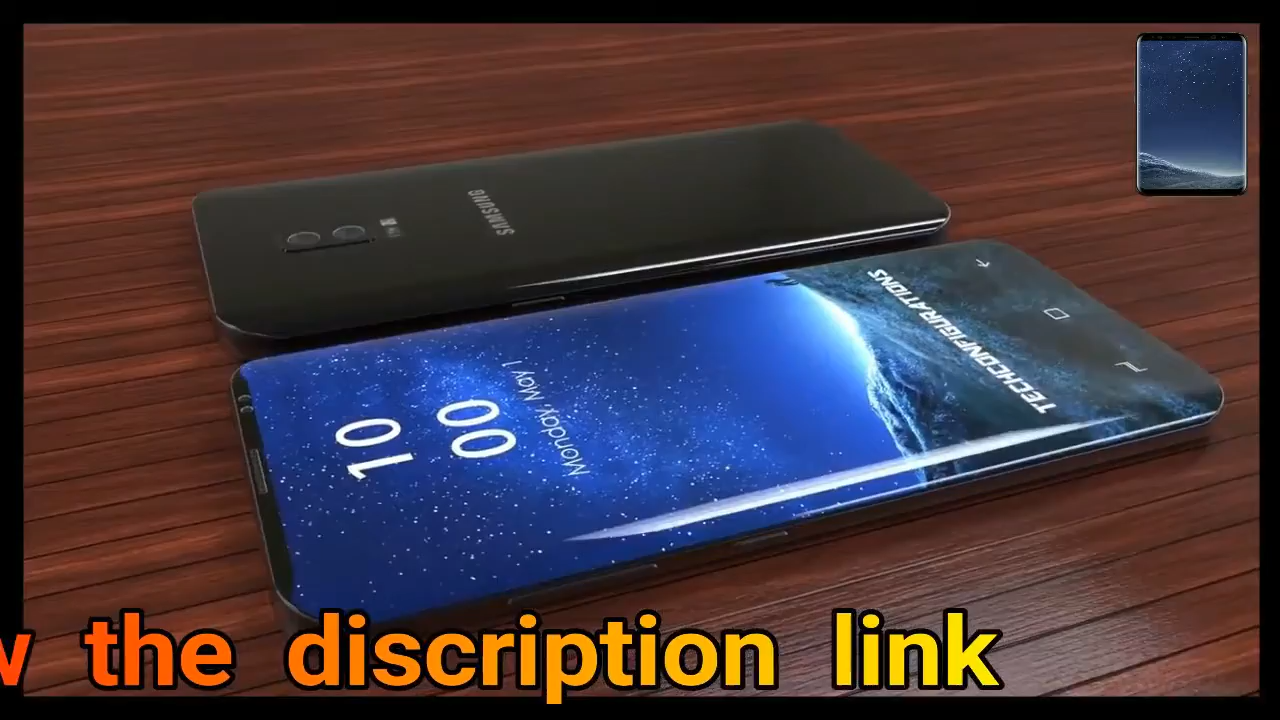 SAMSUNG
10
00
Monday, May 1
TECHCONFIGURATIONS
the discription link